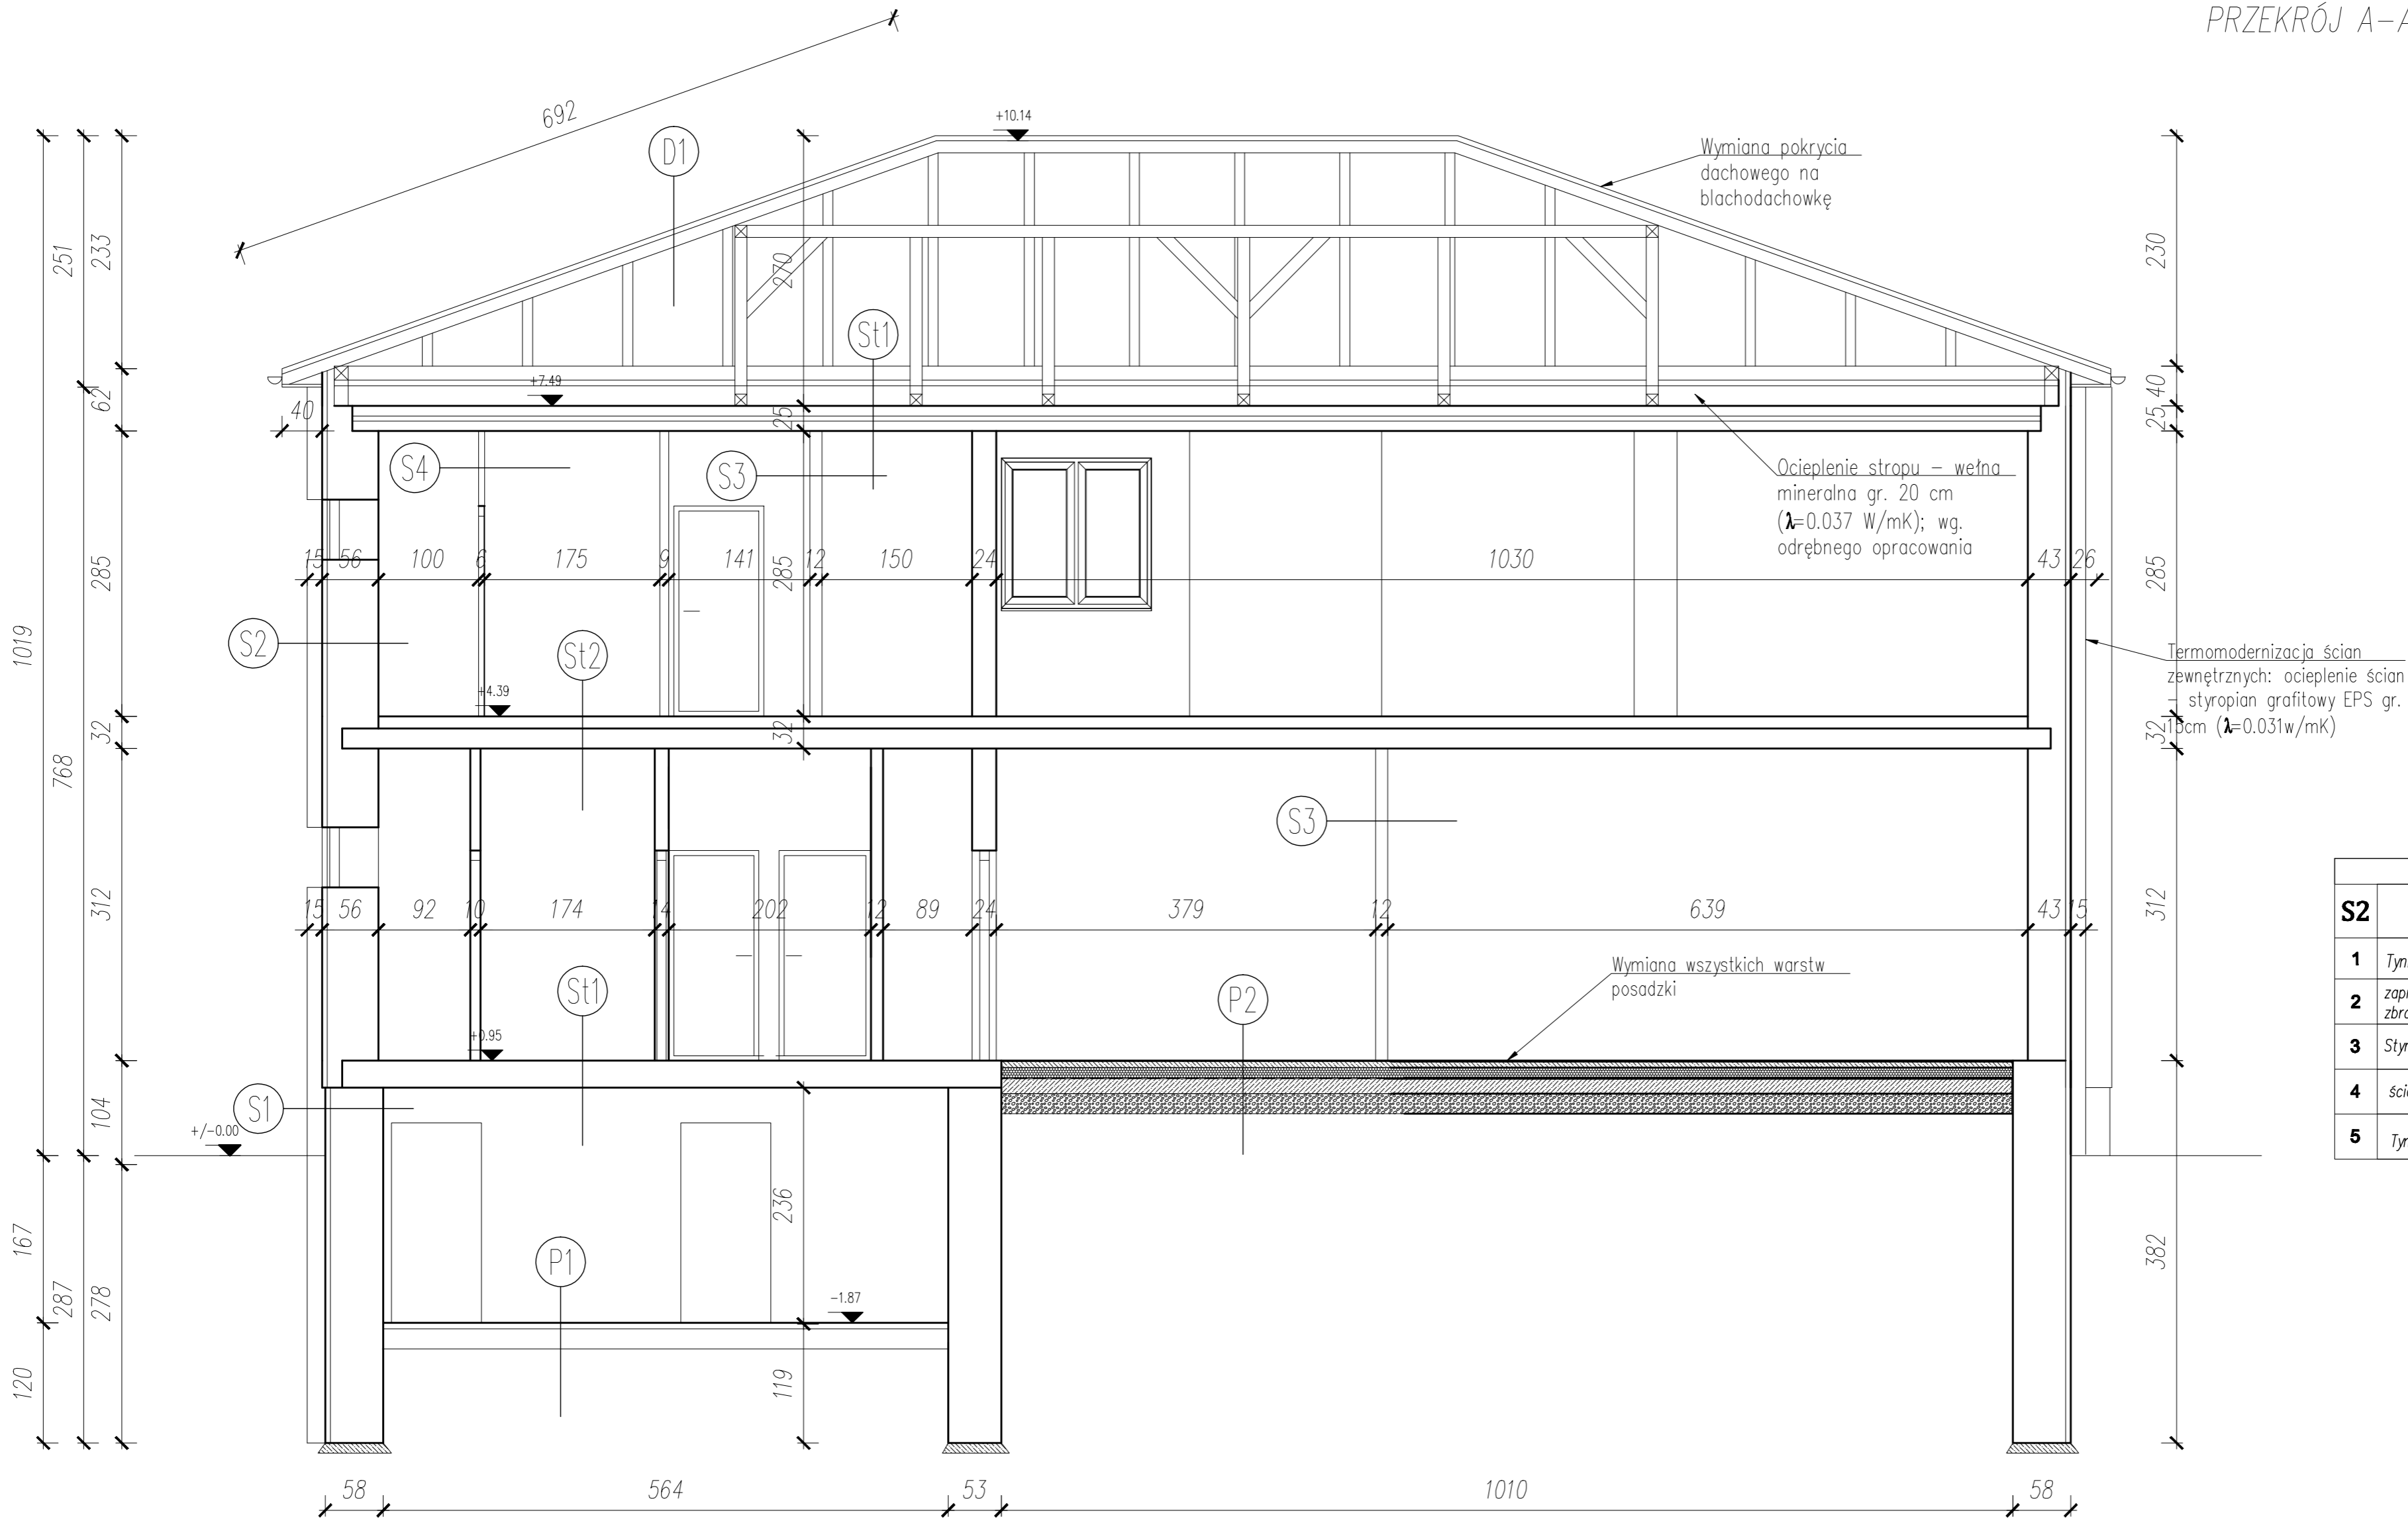 PRZEKRÓJ A-A
692
D1
+10.14
Wymiana pokrycia
dachowego na
blachodachowkę
251
233
270
230
St1
+7.49
62
40
25
40
25
S4
S3
Ocieplenie stropu – wełna
mineralna gr. 20 cm
(λ=0.037 W/mK); wg.
odrębnego opracowania
15
56
100
6
175
9
141
12
150
24
1030
43
26
285
285
285
1019
S2
St2
+4.39
Termomodernizacja ścian
zewnętrznych: ocieplenie ścian
– styropian grafitowy EPS gr.
15cm (λ=0.031w/mK)
32
32
32
768
S3
312
312
15
56
92
10
174
14
202
12
89
24
379
12
639
43
15
S2
1
2
3
4
5
St1
P2
Wymiana wszystkich warstw
posadzki
+0.95
S1
104
+/-0.00
167
287
278
236
382
P1
-1.87
120
119
58
564
53
1010
58